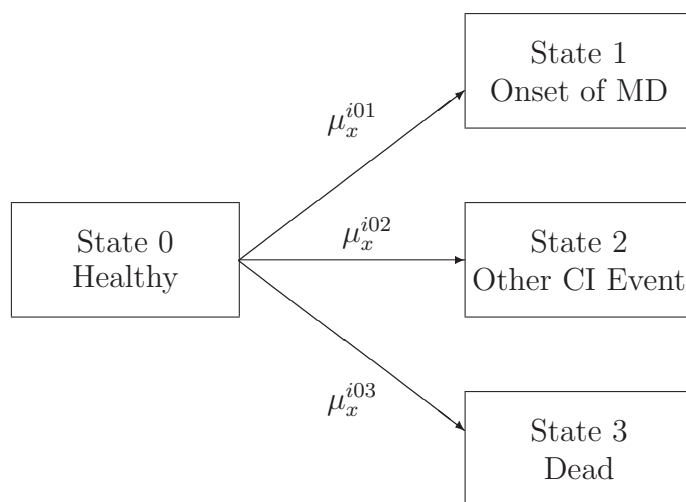 State 1
Onset of MD
μ_x^{i01}
State 0
Healthy
μ_x^{i02}
State 2
Other CI Event
μ_x^{i03}
State 3
Dead